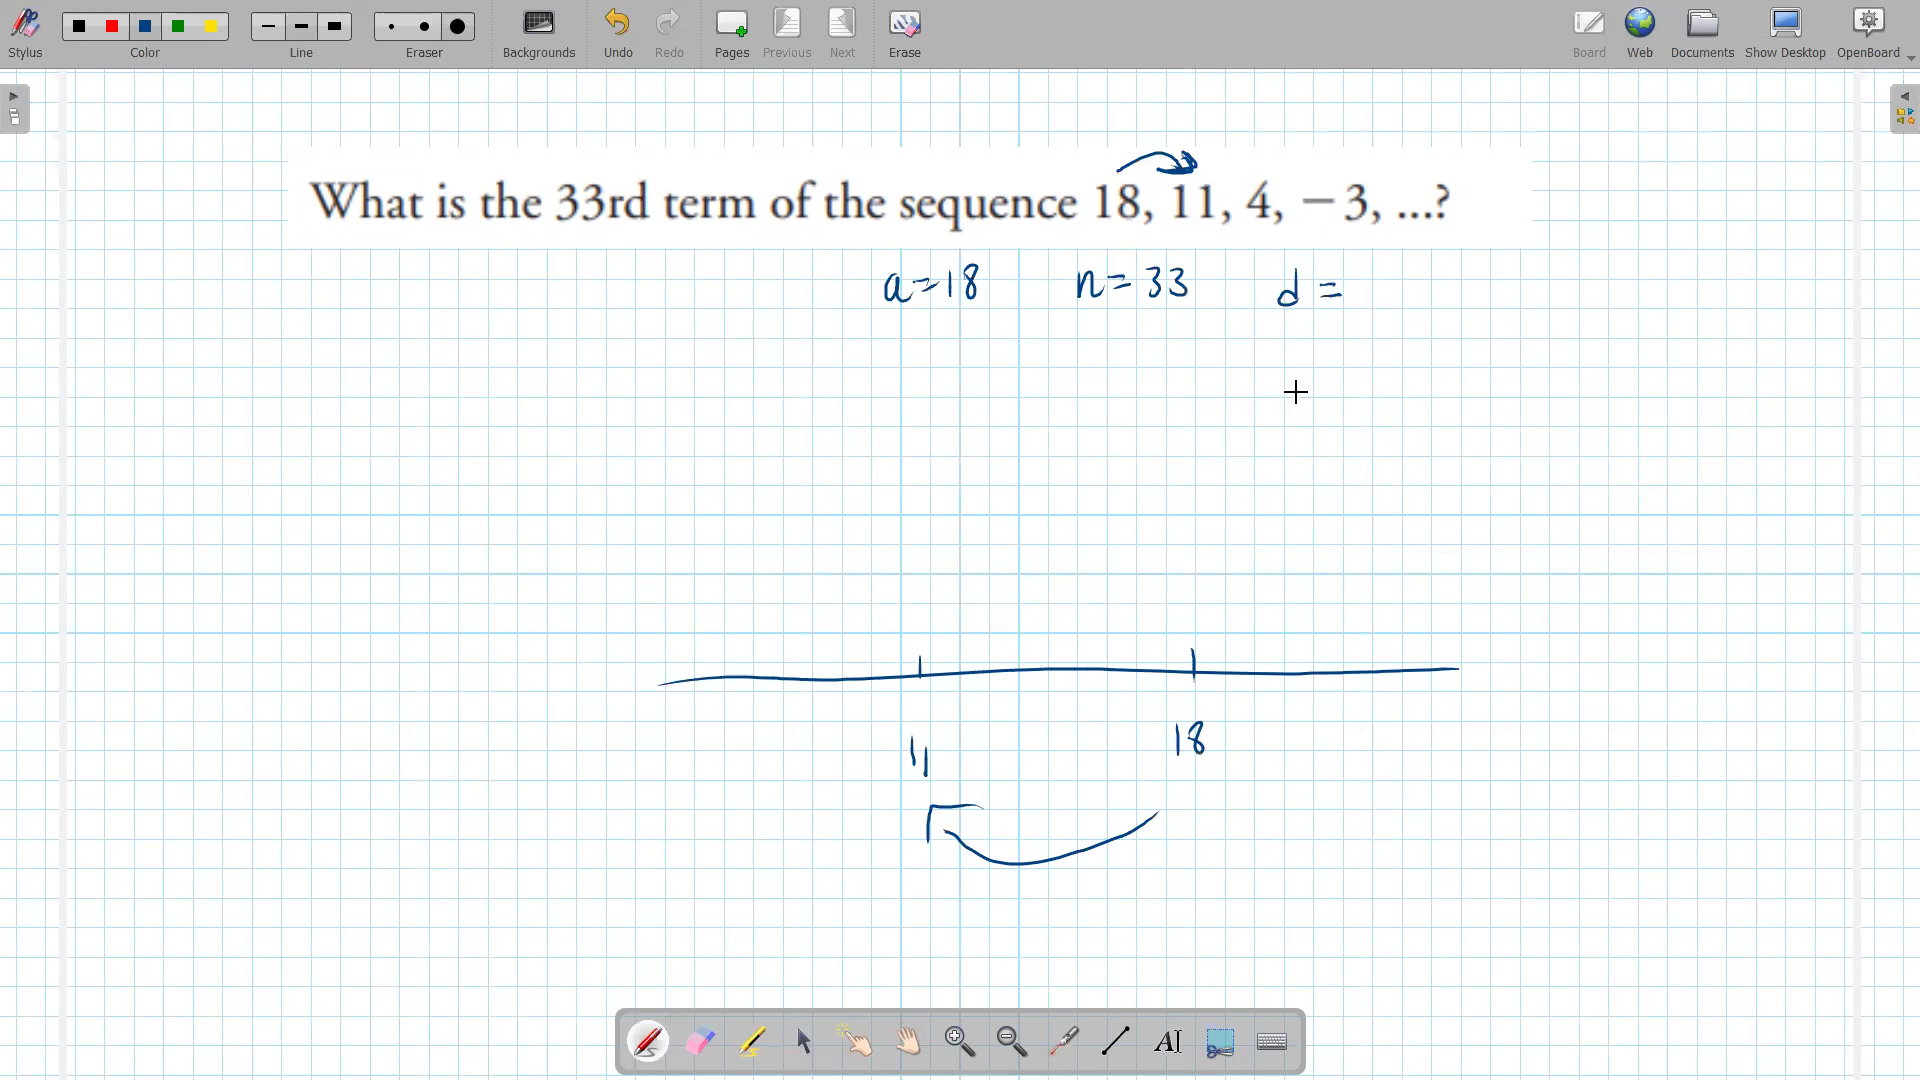 Stylus Color Line Eraser Backgrounds Undo Redo Pages Previous Next Erase Board Web Documents Show Desktop OpenBoard
What is the 33rd term of the sequence 18, 11, 4, −3, ...?
a=18 n=33 d=
11 18